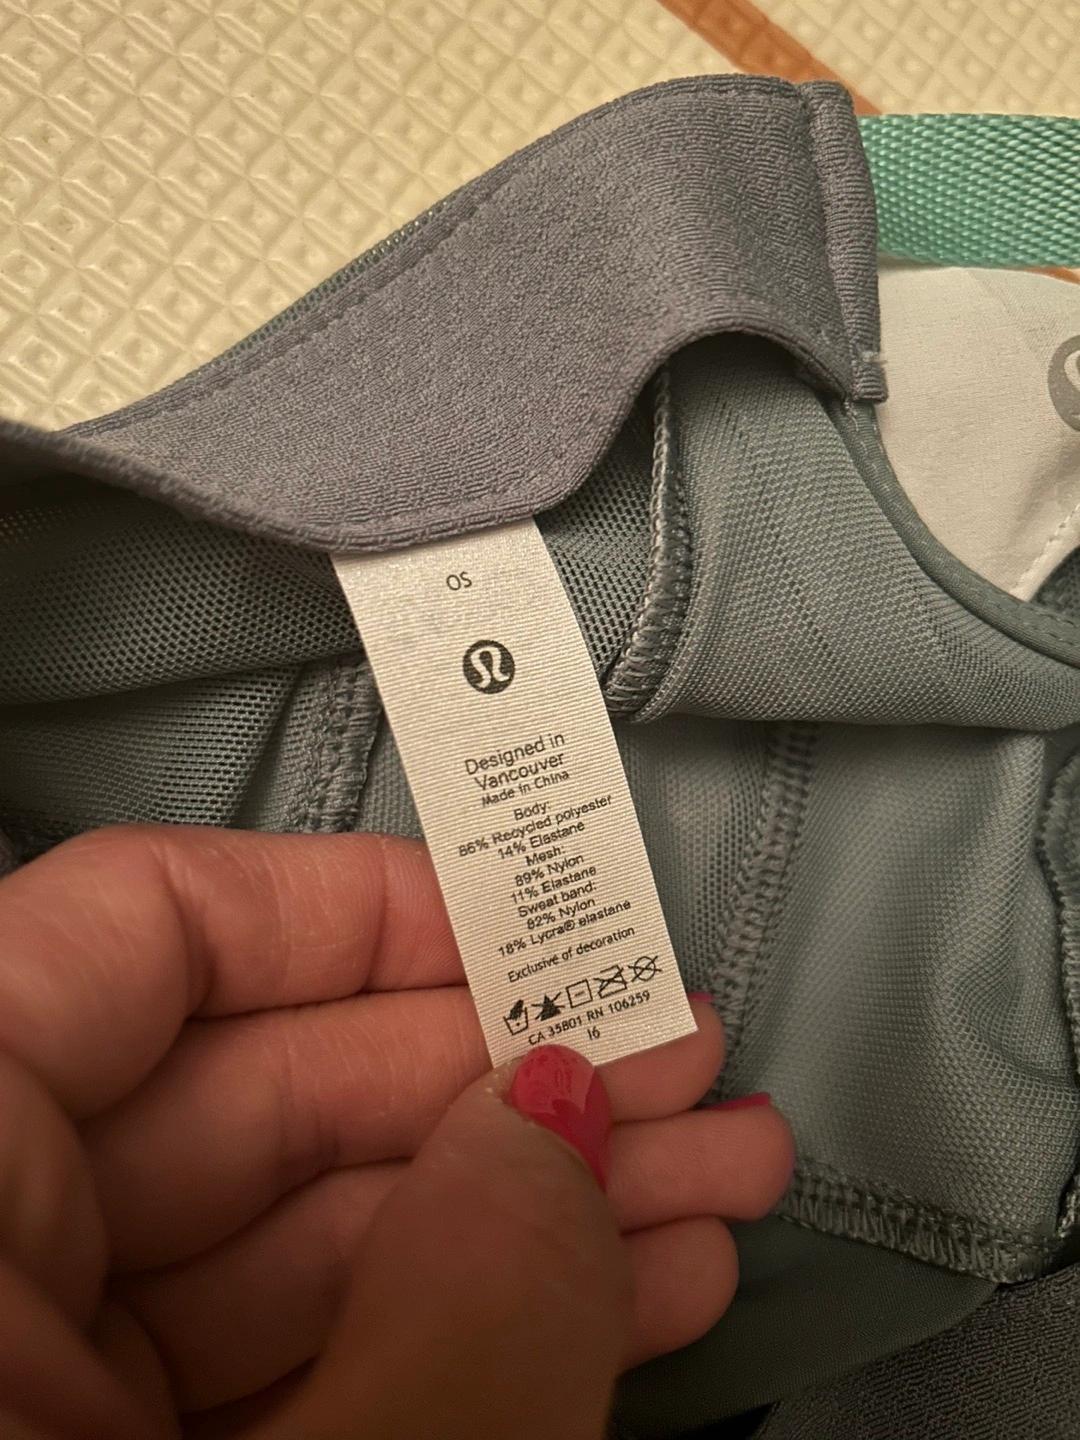 OS
Designed in
Vancouver
Made in China
Body:
86% Recycled polyester
14% Elastane
Mesh:
89% Nylon
11% Elastane
Sweat band:
82% Nylon
18% Lycra® elastane
Exclusive of decoration
CA 35801 RN 106259
16